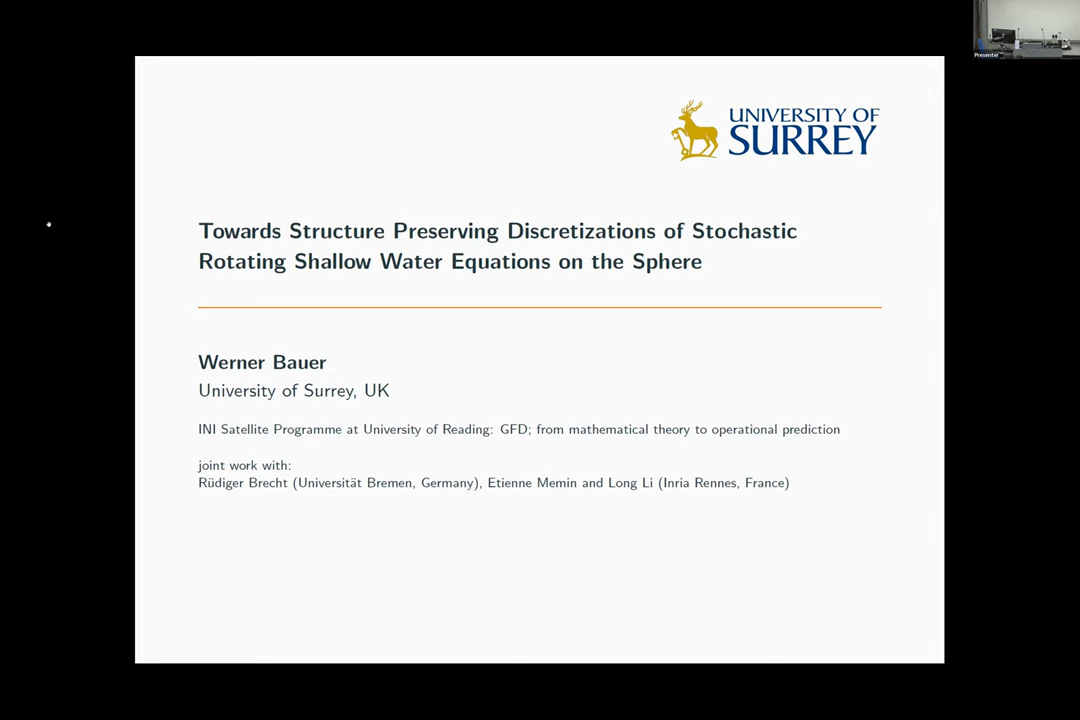 Presenter
UNIVERSITY OF
SURREY
Towards Structure Preserving Discretizations of Stochastic
Rotating Shallow Water Equations on the Sphere
Werner Bauer
University of Surrey, UK
INI Satellite Programme at University of Reading: GFD; from mathematical theory to operational prediction
joint work with:
Rüdiger Brecht (Universität Bremen, Germany), Etienne Memin and Long Li (Inria Rennes, France)